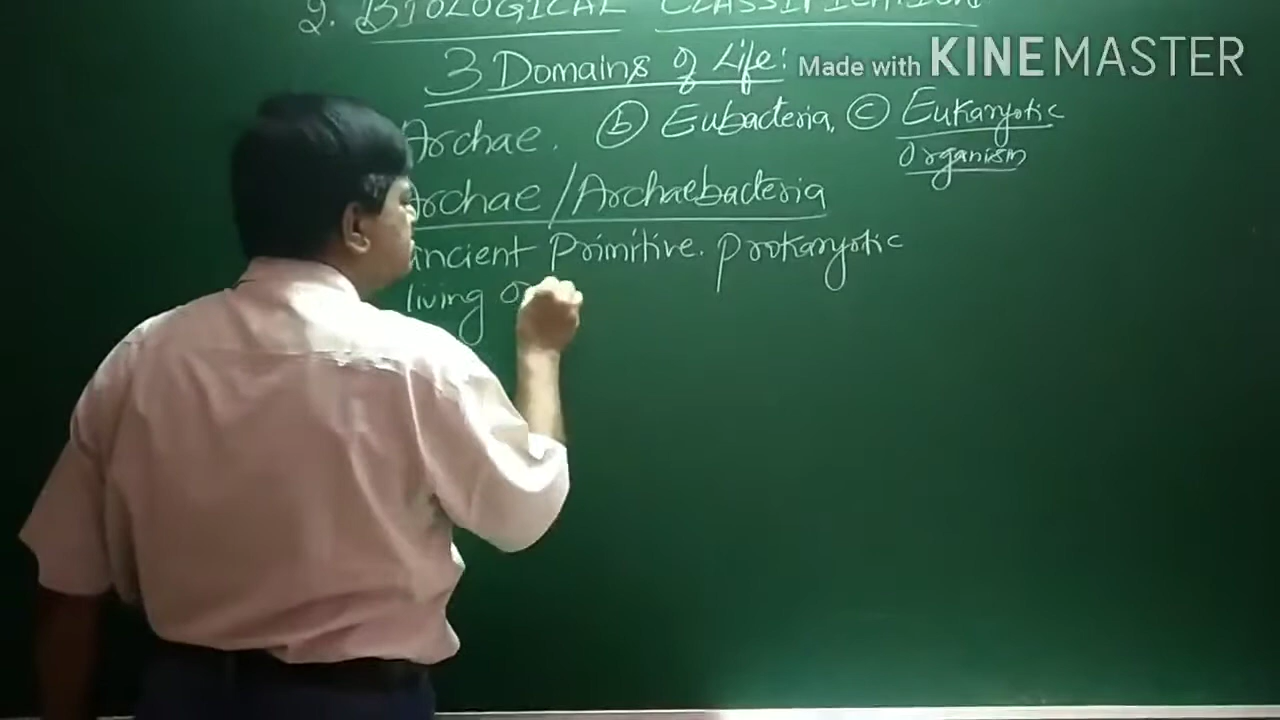 2. BIOLOGICAL CLASSIFICATION
3 Domains of Life:
Made with KINEMASTER
Archae. (b) Eubacteria, (c) Eukaryotic
Organism
Archae/Archaebacteria
Ancient Primitive. Prokaryotic
living